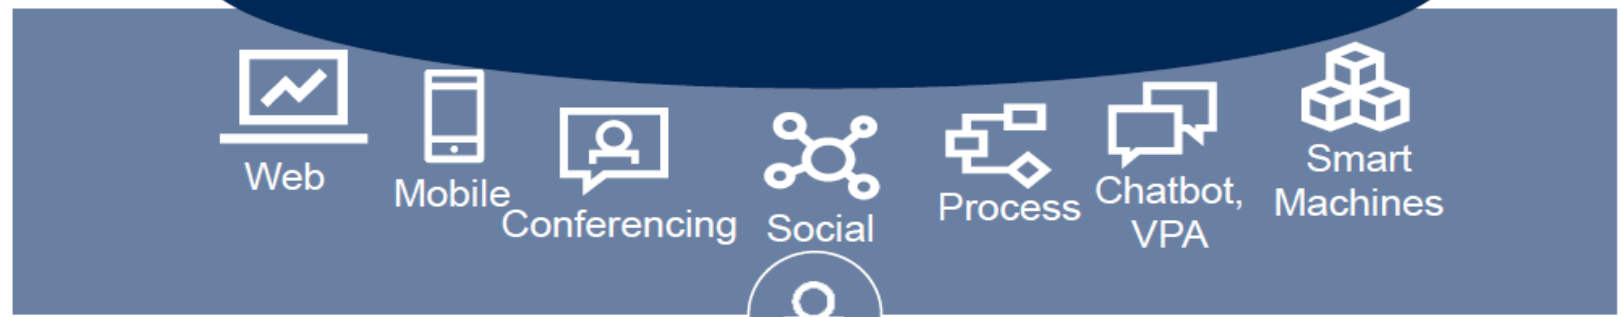 Web
Mobile
Conferencing
Social
Process
Chatbot,
VPA
Smart
Machines